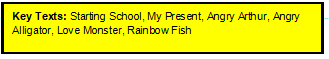 Key Texts: Starting School, My Present, Angry Arthur, Angry
Alligator, Love Monster, Rainbow Fish